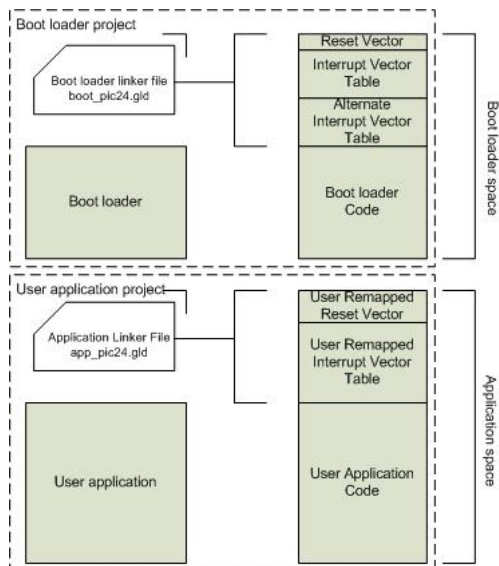 Boot loader project
Boot loader linker file
boot_pic24.gld
Boot loader
Reset Vector
Interrupt Vector
Table
Alternate
Interrupt Vector
Table
Boot loader
Code
Boot loader space
User application project
Application Linker File
app_pic24.gld
User application
User Remapped
Reset Vector
User Remapped
Interrupt Vector
Table
User Application
Code
Application space